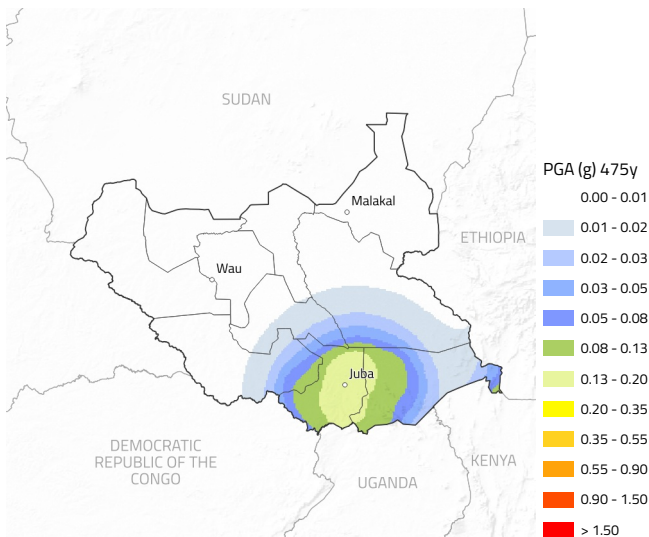 SUDAN
Malakal
ETHIOPIA
Wau
Juba
DEMOCRATIC
REPUBLIC OF THE
CONGO
KENYA
UGANDA
PGA (g) 475y
0.00 - 0.01
0.01 - 0.02
0.02 - 0.03
0.03 - 0.05
0.05 - 0.08
0.08 - 0.13
0.13 - 0.20
0.20 - 0.35
0.35 - 0.55
0.55 - 0.90
0.90 - 1.50
> 1.50